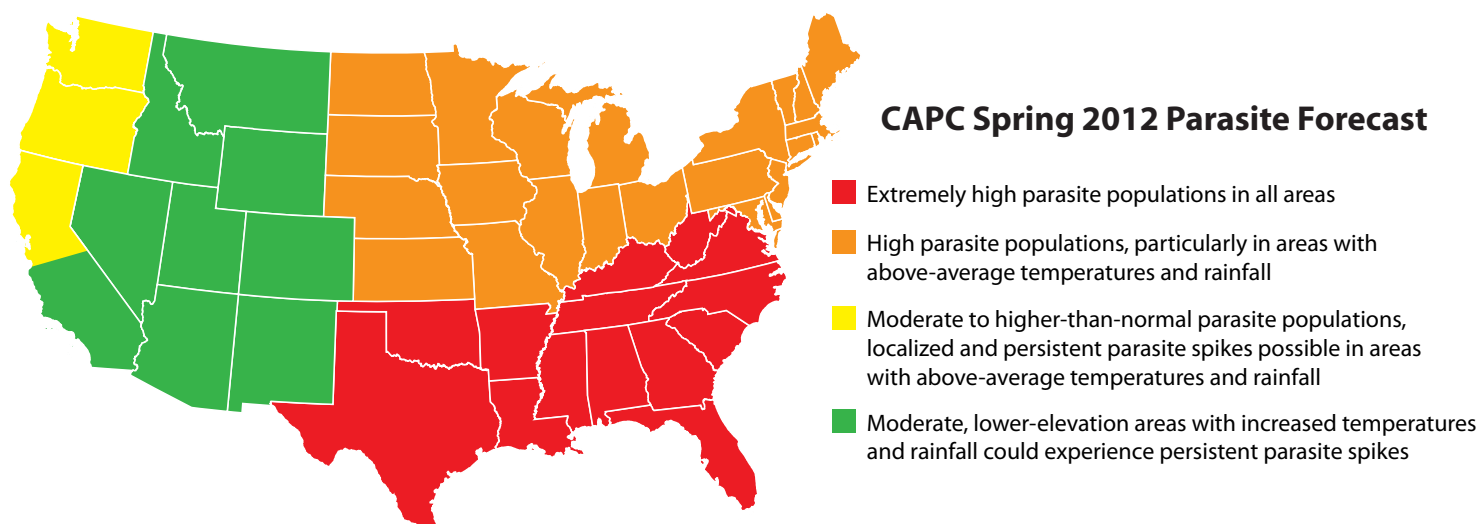 CAPC Spring 2012 Parasite Forecast
Extremely high parasite populations in all areas
High parasite populations, particularly in areas with
above-average temperatures and rainfall
Moderate to higher-than-normal parasite populations,
localized and persistent parasite spikes possible in areas
with above-average temperatures and rainfall
Moderate, lower-elevation areas with increased temperatures
and rainfall could experience persistent parasite spikes